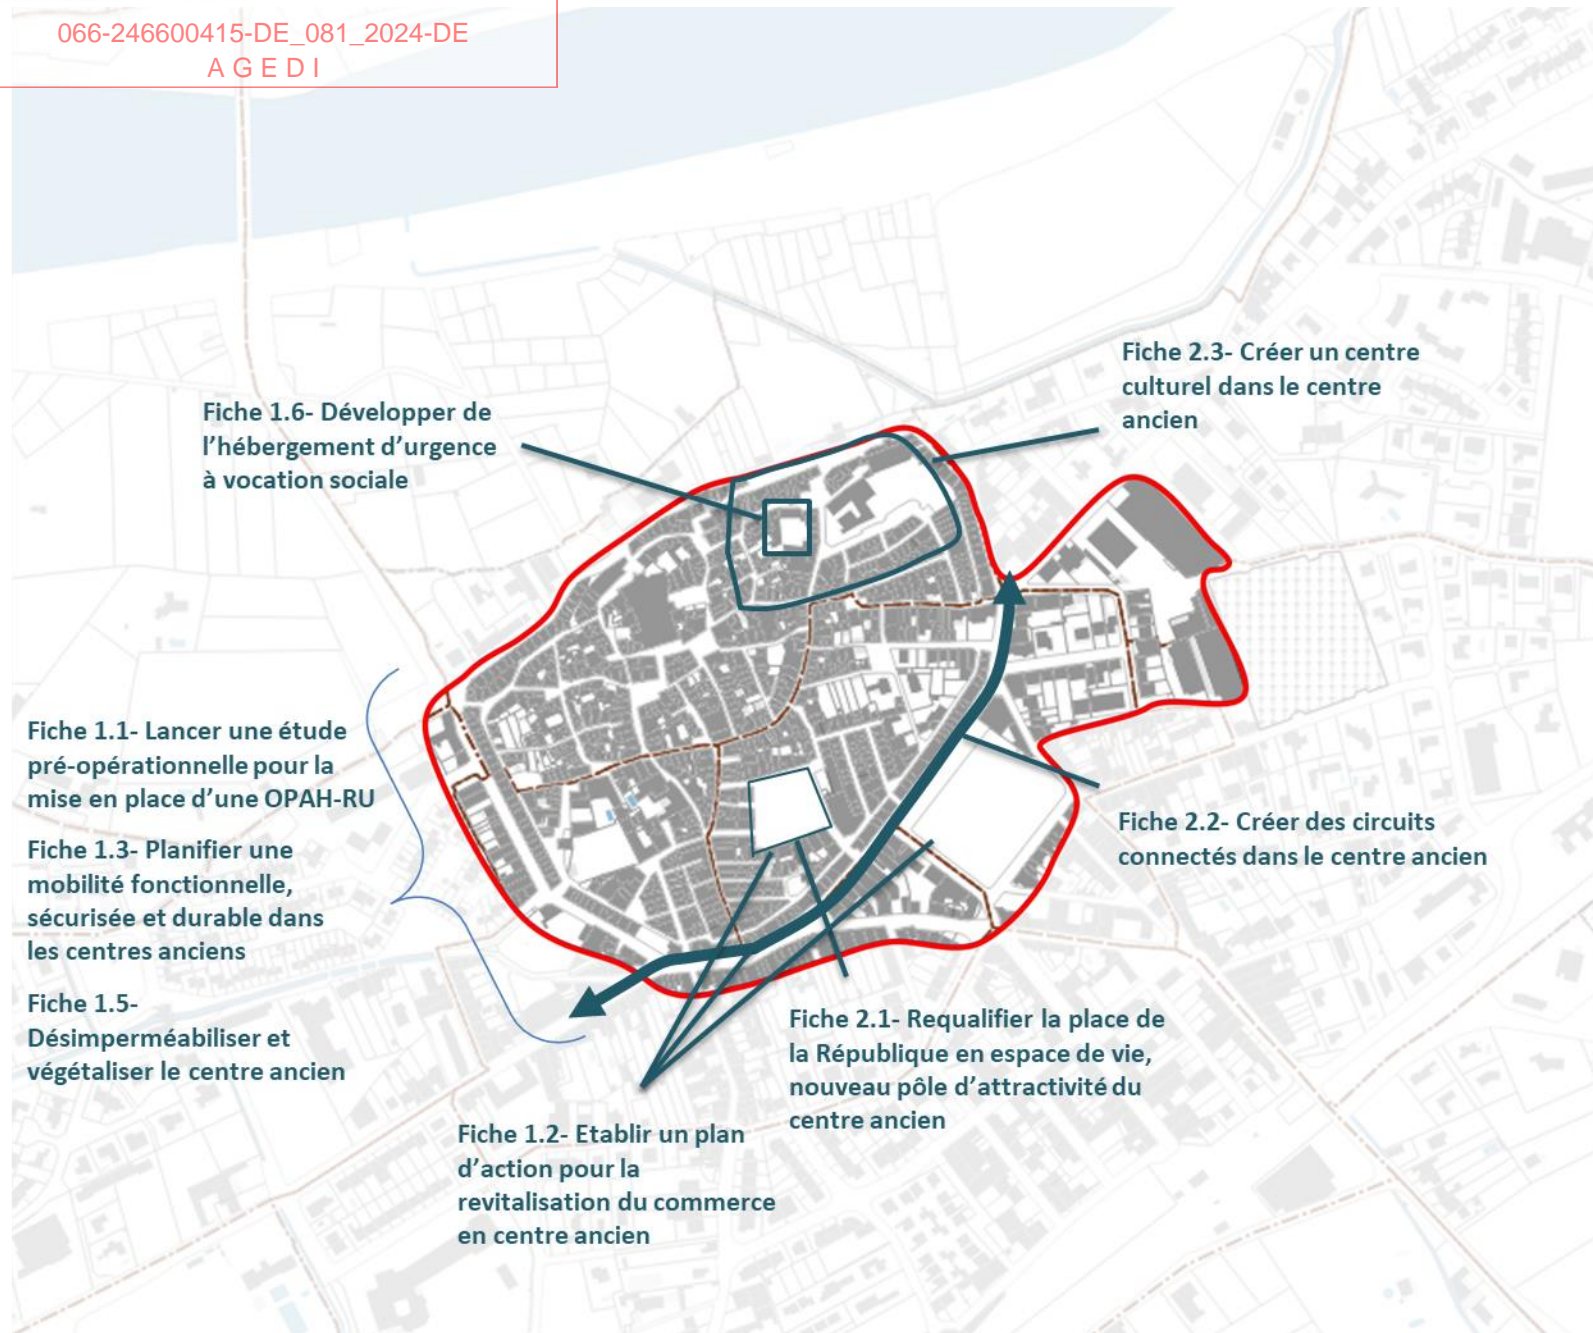 066-246600415-DE_081_2024-DE
A G E D I
Fiche 2.3- Créer un centre
culturel dans le centre
ancien
Fiche 1.6- Développer de
l’hébergement d’urgence
à vocation sociale
Fiche 1.1- Lancer une étude
pré-opérationnelle pour la
mise en place d’une OPAH-RU
Fiche 1.3- Planifier une
mobilité fonctionnelle,
sécurisée et durable dans
les centres anciens
Fiche 1.5-
Désimperméabiliser et
végétaliser le centre ancien
Fiche 2.2- Créer des circuits
connectés dans le centre ancien
Fiche 2.1- Requalifier la place de
la République en espace de vie,
nouveau pôle d’attractivité du
centre ancien
Fiche 1.2- Etablir un plan
d’action pour la
revitalisation du commerce
en centre ancien